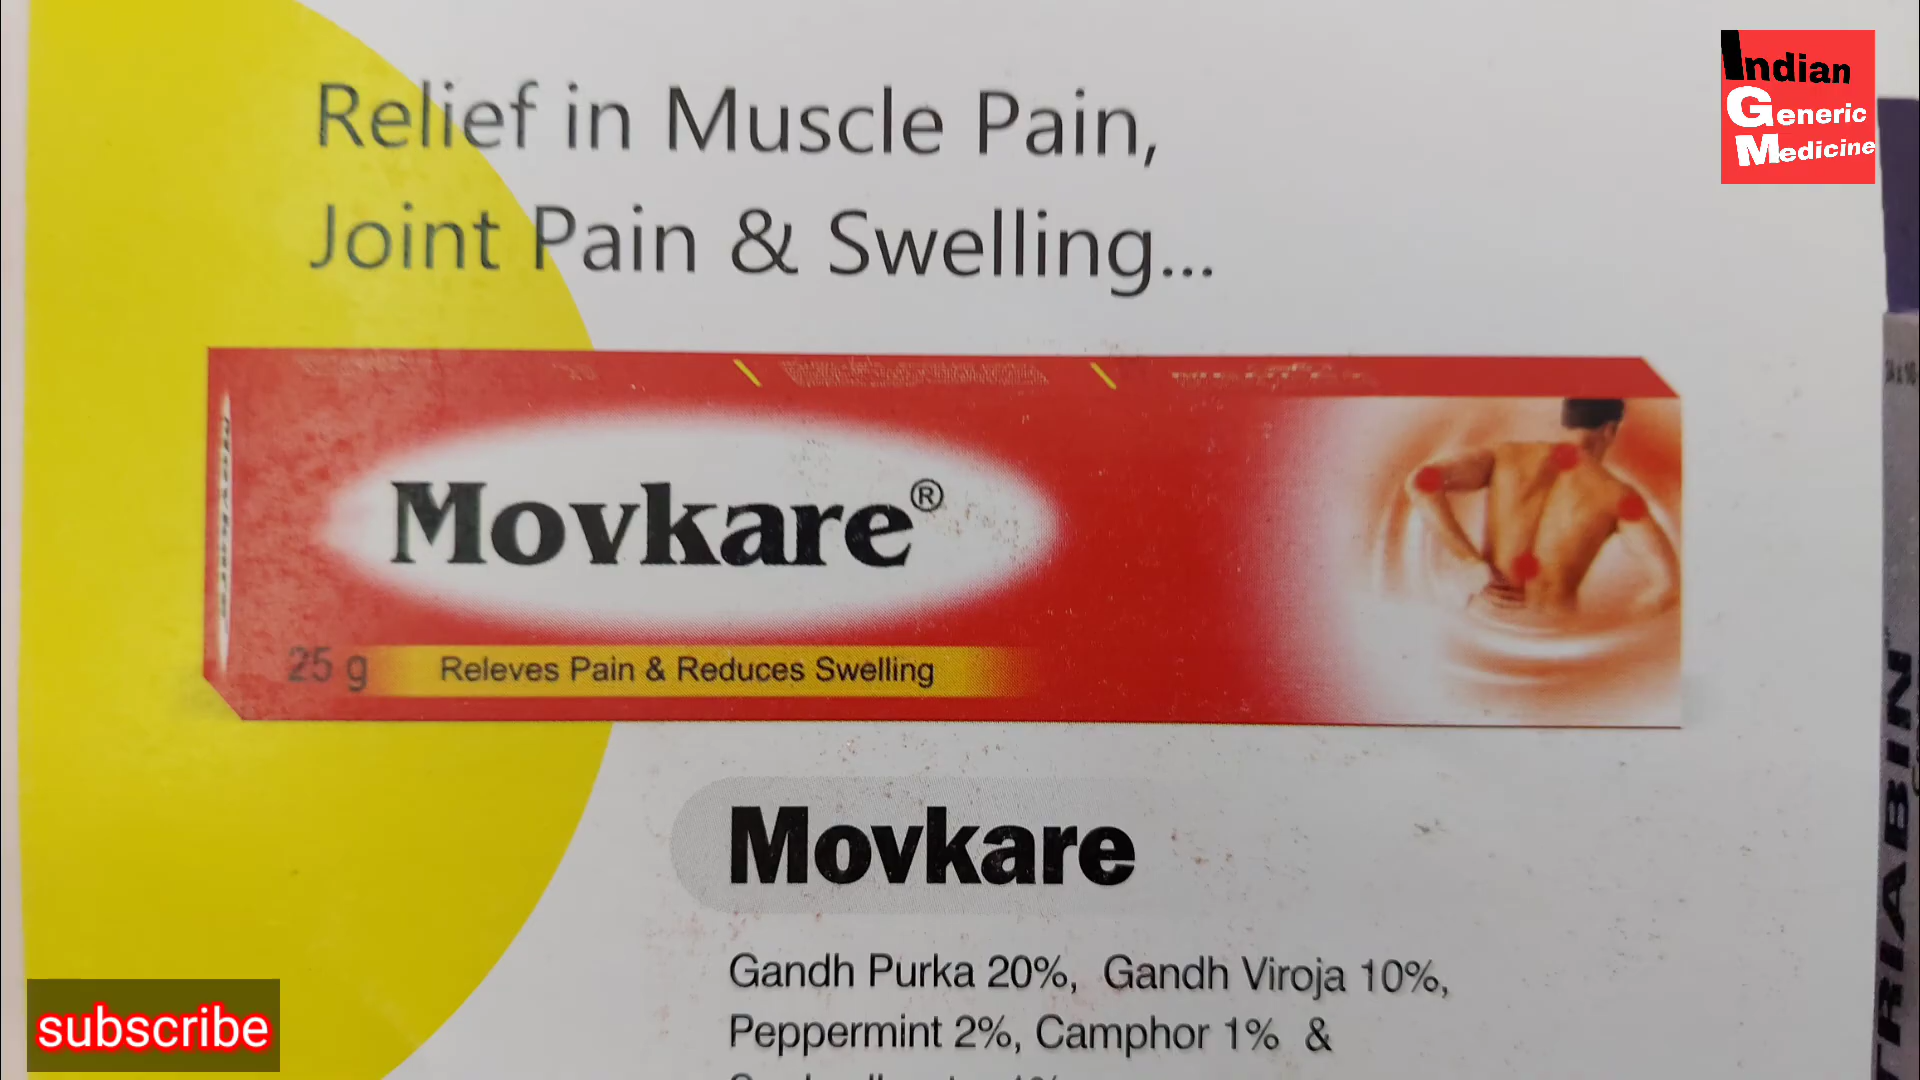 Relief in Muscle Pain,
Joint Pain & Swelling...
Indian
Generic
Medicine
Movkare®
25 g
Releves Pain & Reduces Swelling
Movkare
Gandh Purka 20%, Gandh Viroja 10%,
Peppermint 2%, Camphor 1% &
subscribe
TRIABIN